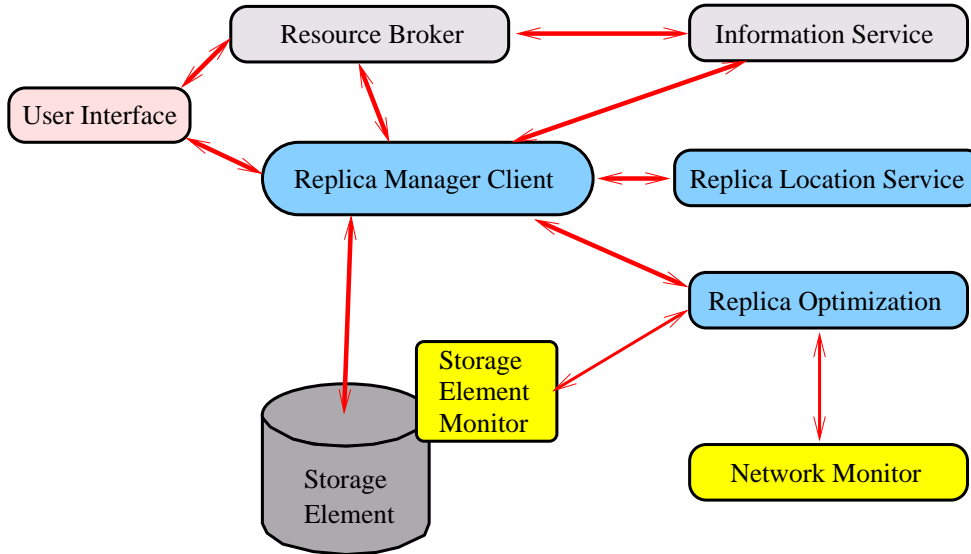 Resource Broker
Information Service
User Interface
Replica Manager Client
Replica Location Service
Replica Optimization
Storage
Element
Monitor
Network Monitor
Storage
Element